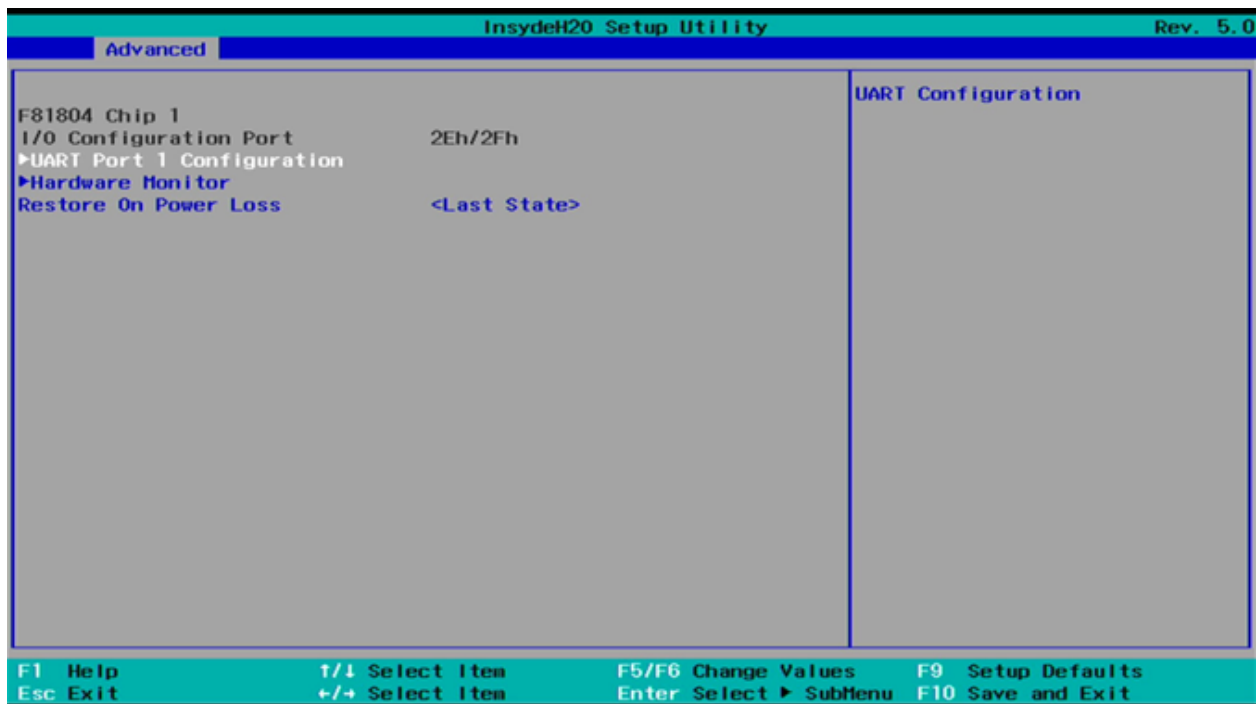 InsydeH20 Setup Utility Rev. 5.0
Advanced
UART Configuration
F81804 Chip 1
I/O Configuration Port 2Eh/2Fh
▶UART Port 1 Configuration
▶Hardware Monitor
Restore On Power Loss <Last State>
F1 Help ↑/↓ Select Item F5/F6 Change Values F9 Setup Defaults
Esc Exit ←/→ Select Item Enter Select ▶ SubMenu F10 Save and Exit